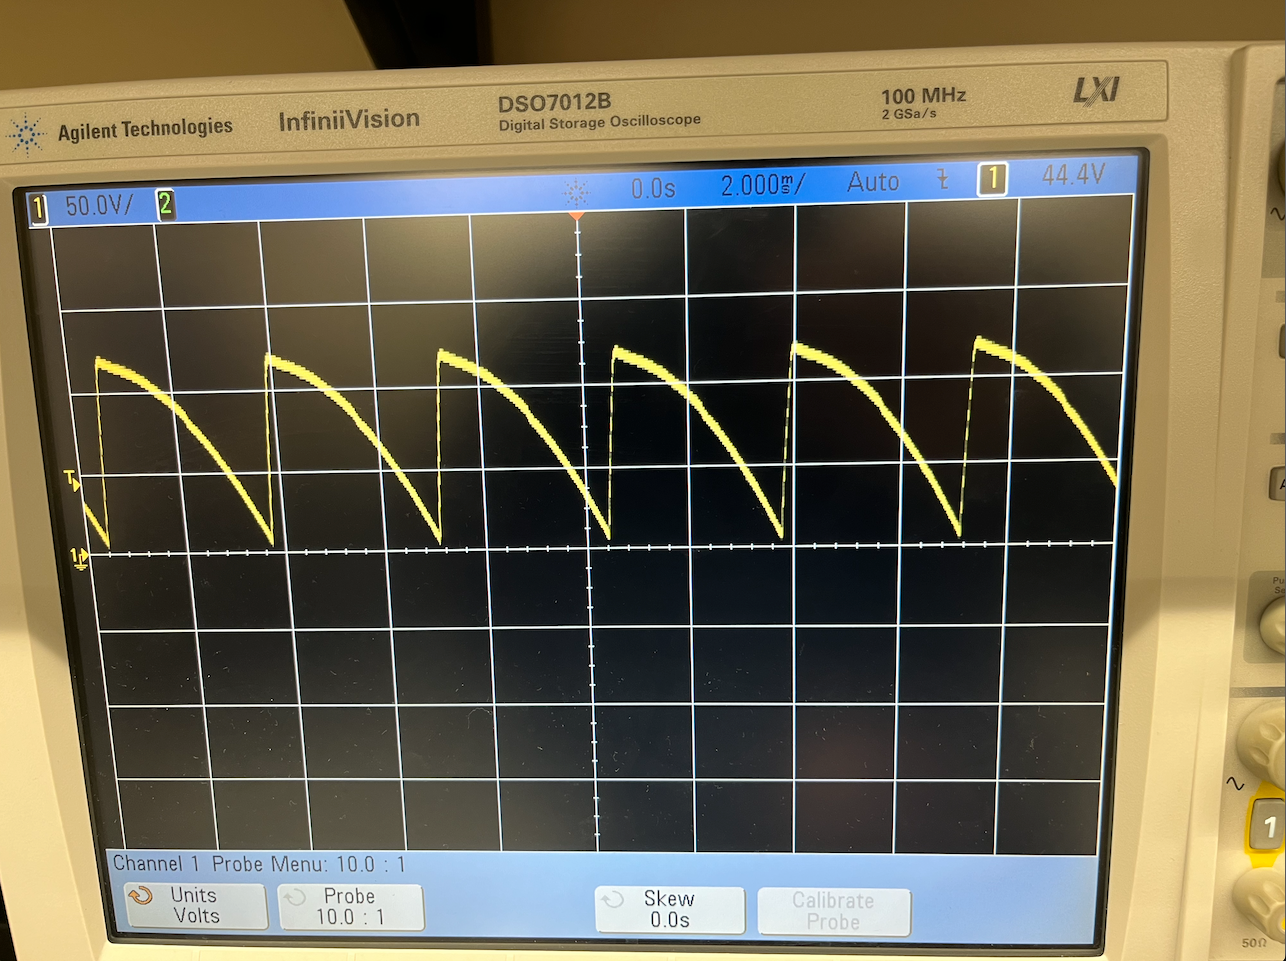 Agilent Technologies
InfiniiVision
DSO7012B
Digital Storage Oscilloscope
100 MHz
2 GSa/s
LXI
1 50.0V/ 2 0.0s 2.000ms/ Auto 1 44.4V
T
1
Channel 1 Probe Menu: 10.0 : 1
Units
Volts
Probe
10.0 : 1
Skew
0.0s
Calibrate
Probe
1
50Ω